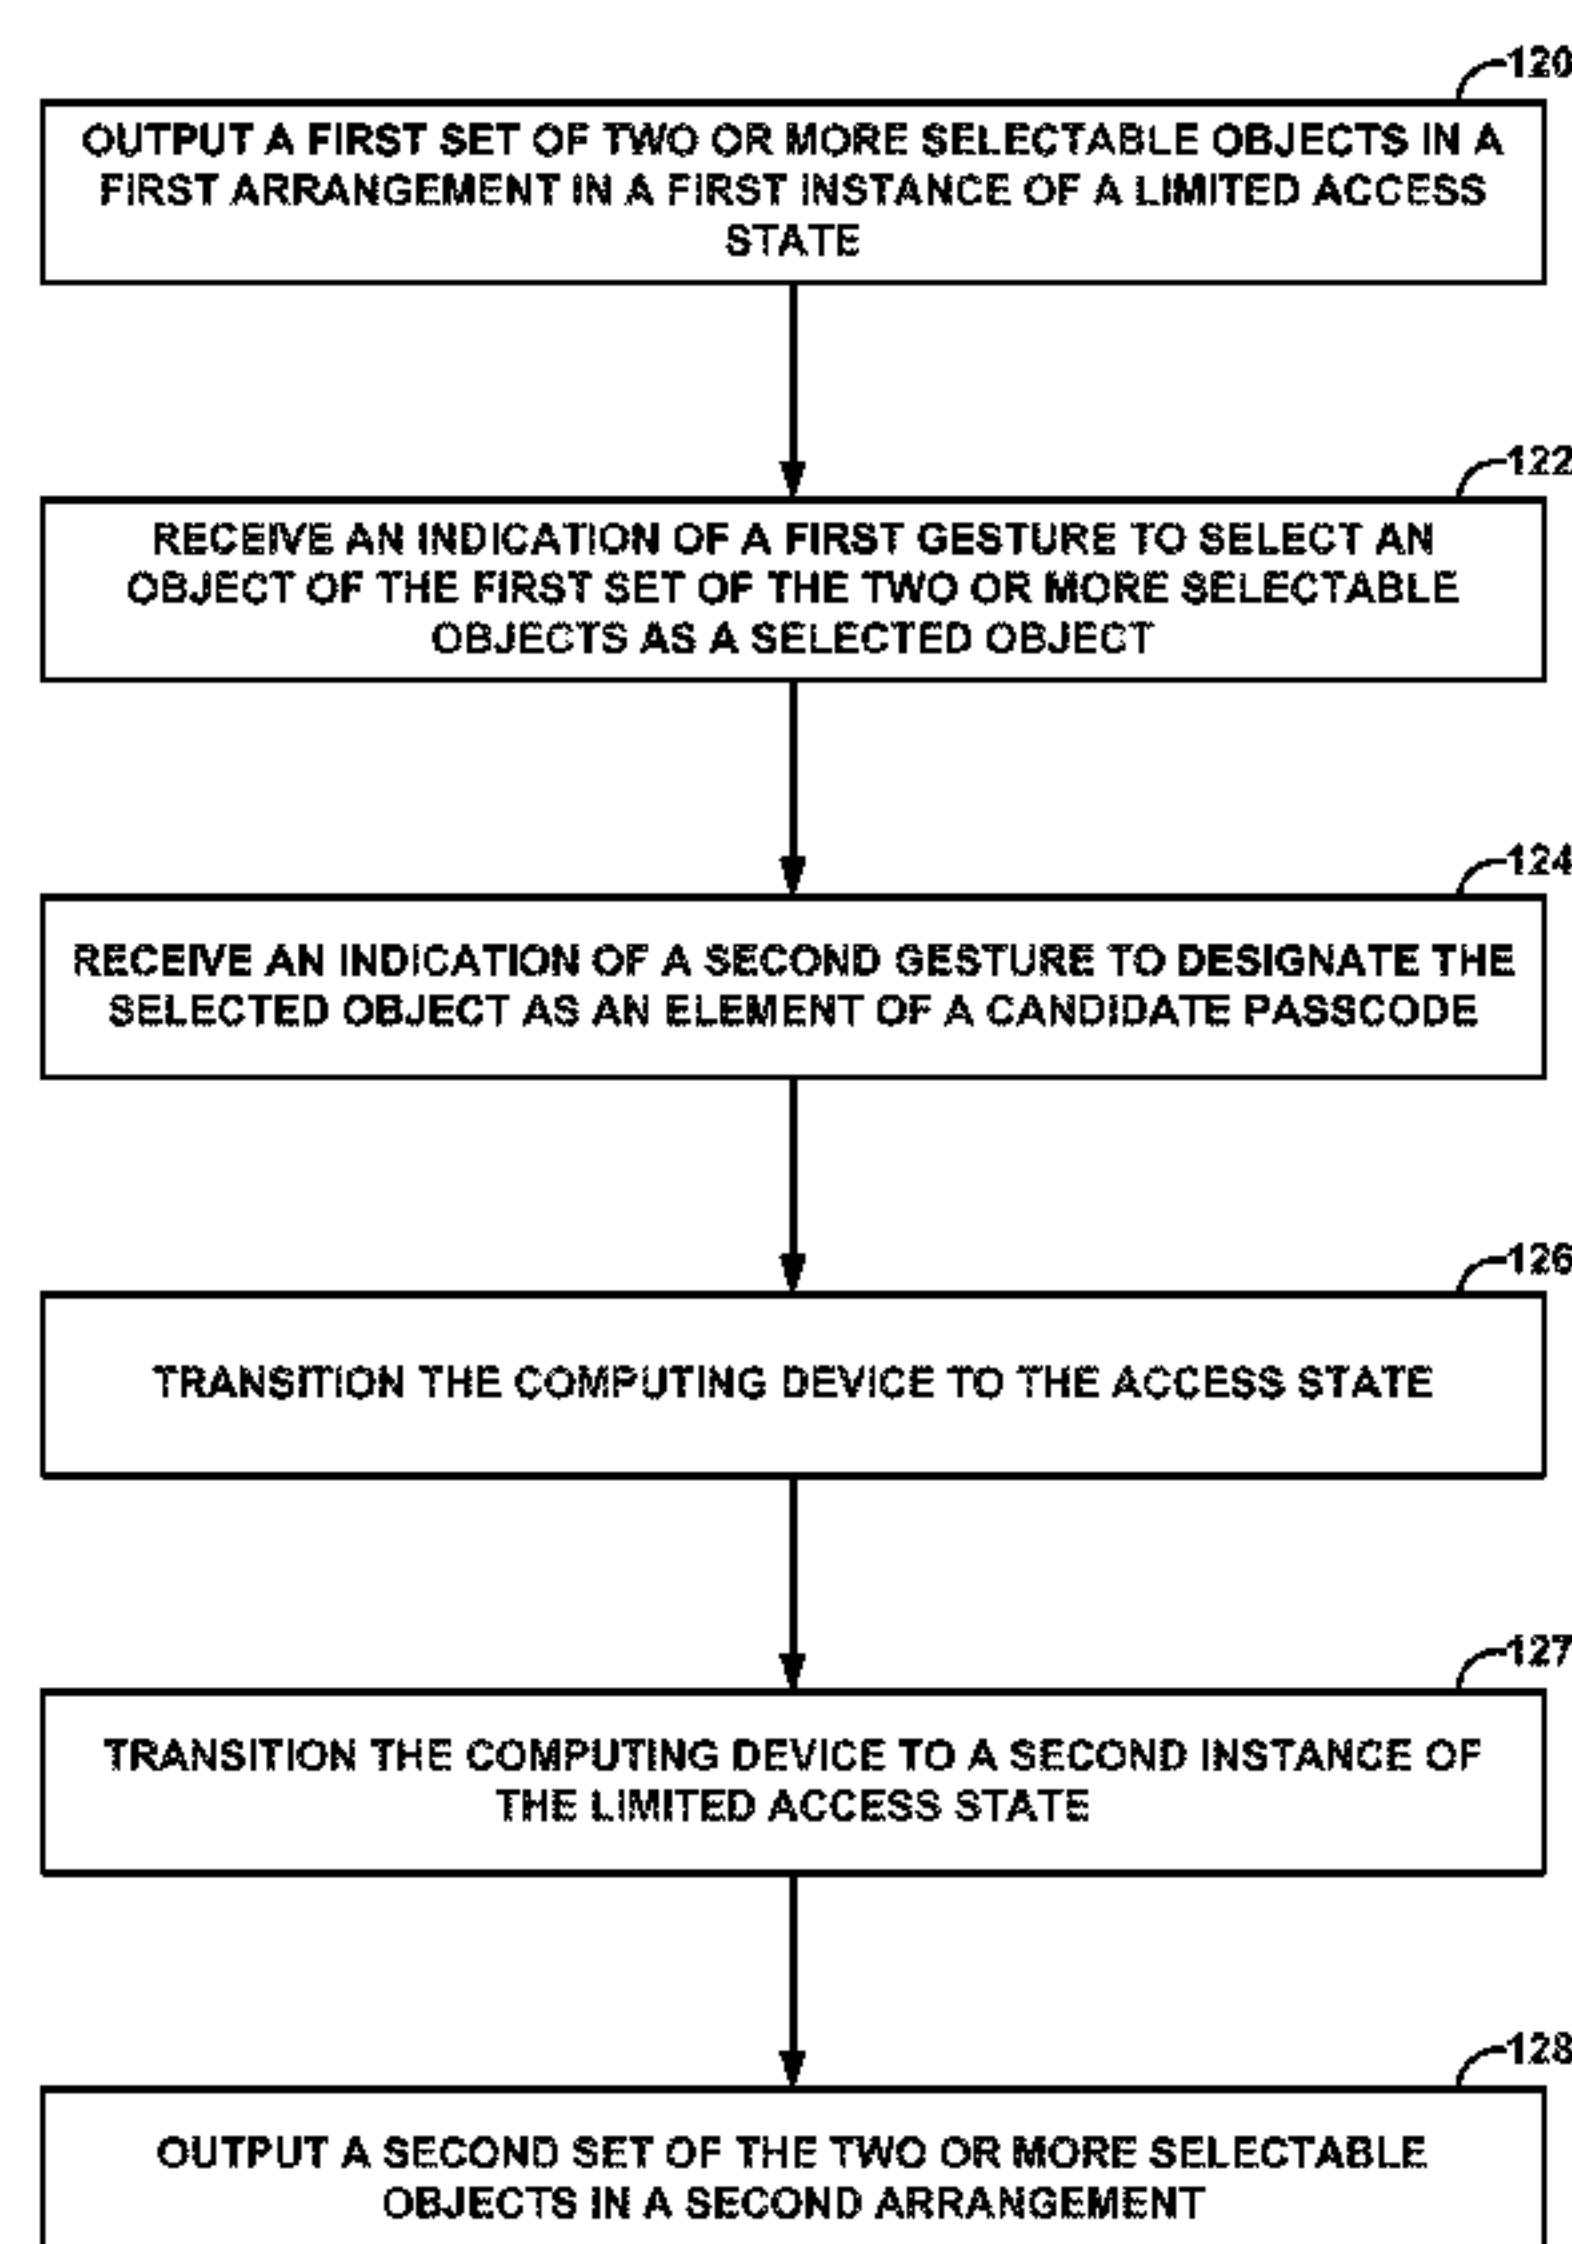 120
OUTPUT A FIRST SET OF TWO OR MORE SELECTABLE OBJECTS IN A
FIRST ARRANGEMENT IN A FIRST INSTANCE OF A LIMITED ACCESS
STATE
122
RECEIVE AN INDICATION OF A FIRST GESTURE TO SELECT AN
OBJECT OF THE FIRST SET OF THE TWO OR MORE SELECTABLE
OBJECTS AS A SELECTED OBJECT
124
RECEIVE AN INDICATION OF A SECOND GESTURE TO DESIGNATE THE
SELECTED OBJECT AS AN ELEMENT OF A CANDIDATE PASSCODE
126
TRANSITION THE COMPUTING DEVICE TO THE ACCESS STATE
127
TRANSITION THE COMPUTING DEVICE TO A SECOND INSTANCE OF
THE LIMITED ACCESS STATE
128
OUTPUT A SECOND SET OF THE TWO OR MORE SELECTABLE
OBJECTS IN A SECOND ARRANGEMENT